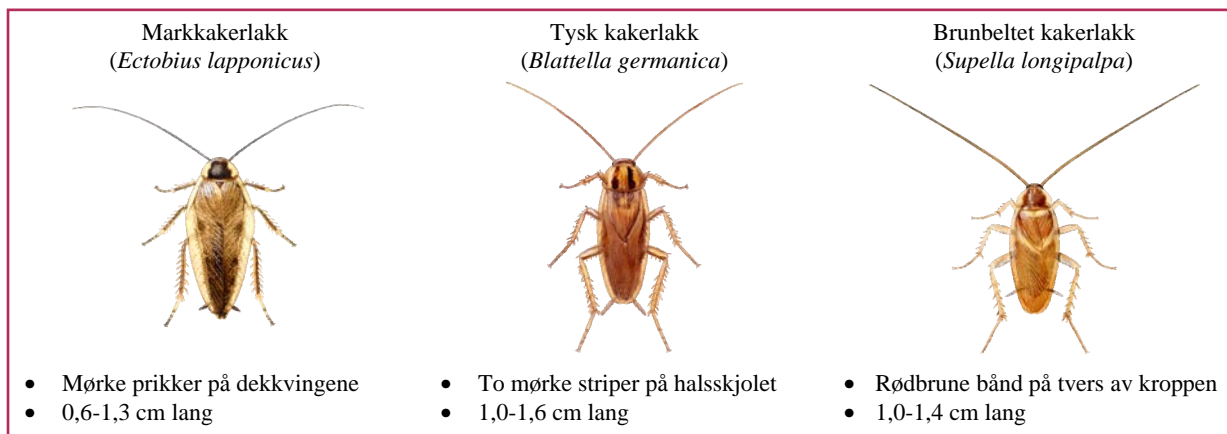 Markkakerlakk
(Ectobius lapponicus)
Tysk kakerlakk
(Blattella germanica)
Brunbeltet kakerlakk
(Supella longipalpa)
• Mørke prikker på dekkvingene
• 0,6-1,3 cm lang
• To mørke striper på halsskjolet
• 1,0-1,6 cm lang
• Rødbrune bånd på tvers av kroppen
• 1,0-1,4 cm lang